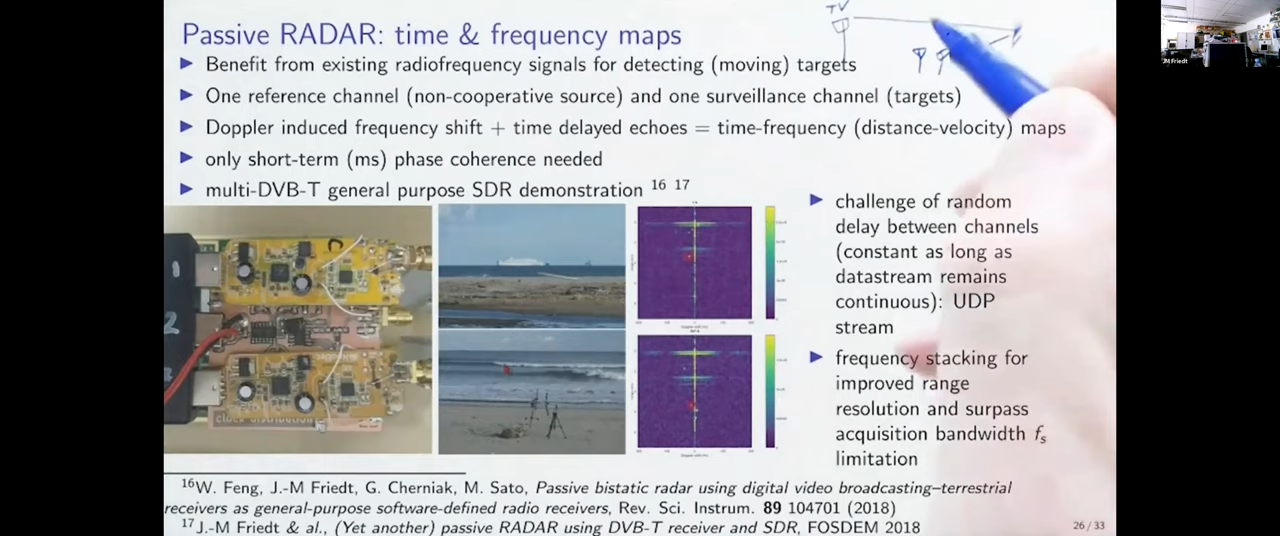 TV
Passive RADAR: time & frequency maps
Benefit from existing radiofrequency signals for detecting (moving) targets
One reference channel (non-cooperative source) and one surveillance channel (targets)
Doppler induced frequency shift + time delayed echoes = time-frequency (distance-velocity) maps
only short-term (ms) phase coherence needed
multi-DVB-T general purpose SDR demonstration 16 17
challenge of random
delay between channels
(constant as long as
datastream remains
continuous): UDP
stream
frequency stacking for
improved range
resolution and surpass
acquisition bandwidth fs
limitation
16W. Feng, J.-M Friedt, G. Cherniak, M. Sato, Passive bistatic radar using digital video broadcasting–terrestrial
receivers as general-purpose software-defined radio receivers, Rev. Sci. Instrum. 89 104701 (2018)
17J.-M Friedt & al., (Yet another) passive RADAR using DVB-T receiver and SDR, FOSDEM 2018
26 / 33
JM Friedt